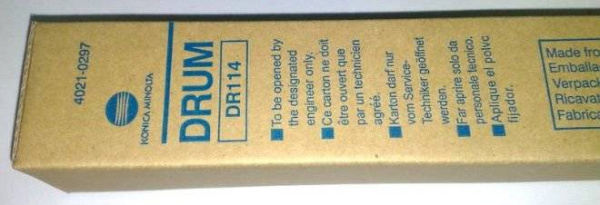 4021-0297
KONICA MINOLTA
DRUM
DR114
To be opened by
the designated
engineer only.
Ce carton ne doit
être ouvert que
par un technicien
agréé.
Karton darf nur
vom Service-
Techniker geöffnet
werden.
Far aprire solo da
personale tecnico.
Aplique el polvo
fijador.
Made fro
Emballa
Verpack
Ricavat
Fabrica